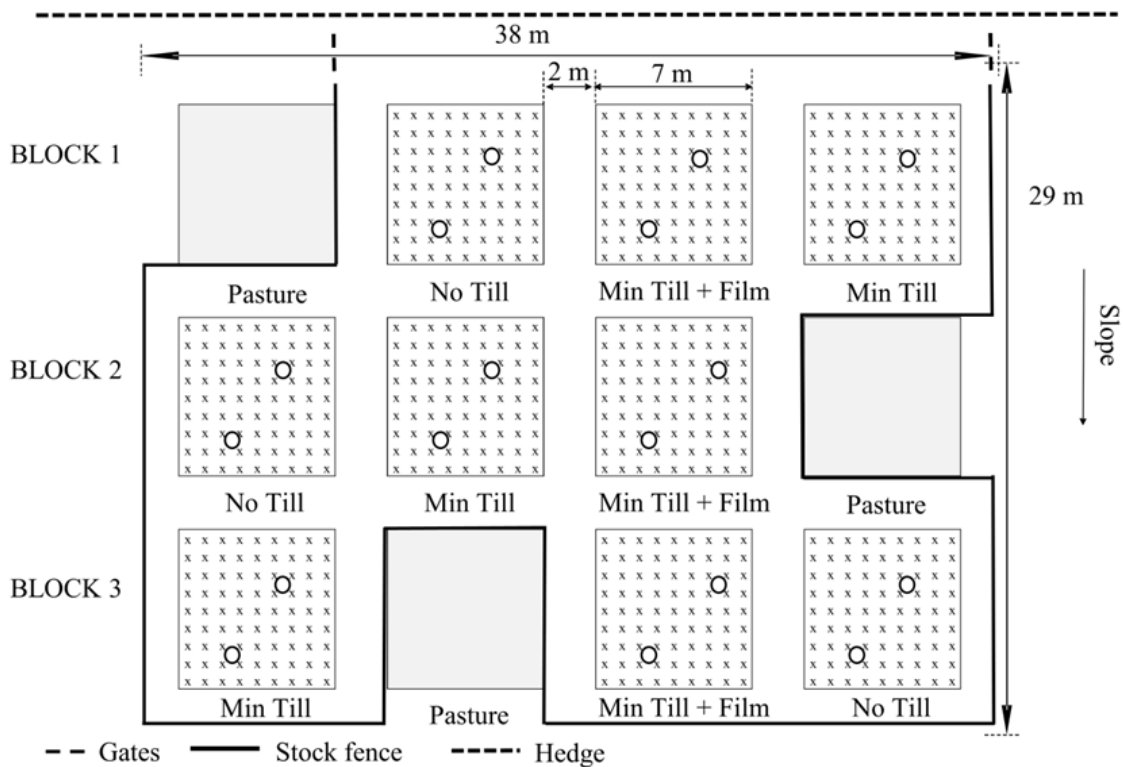 38 m
2 m 7 m
BLOCK 1
29 m
Pasture No Till Min Till + Film Min Till
Slope
BLOCK 2
No Till Min Till Min Till + Film Pasture
BLOCK 3
Min Till Pasture Min Till + Film No Till
Gates Stock fence Hedge